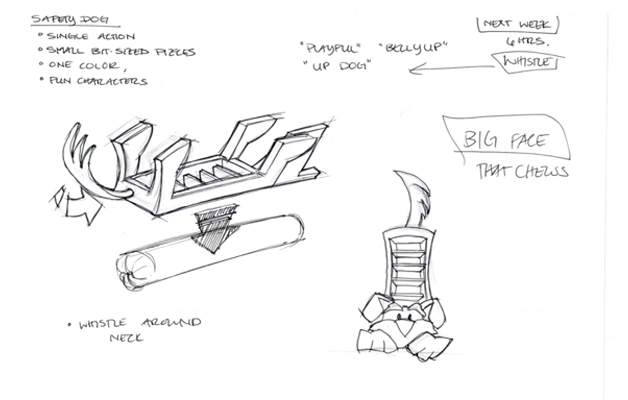 SAFETY DOG
• SINGLE ACTION
• SMALL BIT-SIZED PIZZLES
• ONE COLOR,
• FUN CHARACTERS
"PLAYFUL" "BELLY UP"
"UP DOG"
NEXT WEEK
6 HRS.
WHISTLE
BIG FACE
THAT CHEWS
• WHISTLE AROUND
NECK